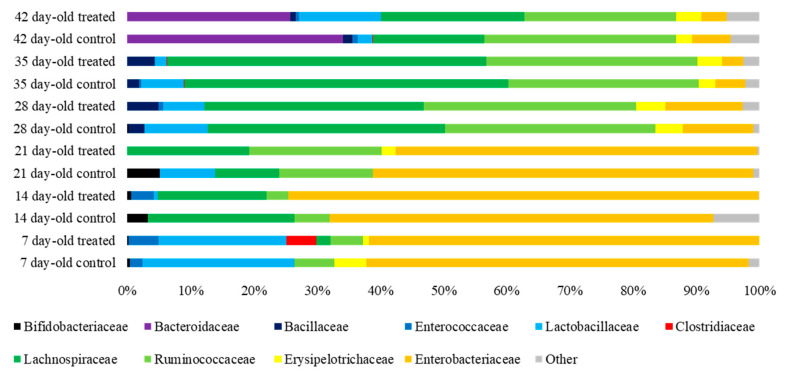 42 day-old treated
42 day-old control
35 day-old treated
35 day-old control
28 day-old treated
28 day-old control
21 day-old treated
21 day-old control
14 day-old treated
14 day-old control
7 day-old treated
7 day-old control
0% 10% 20% 30% 40% 50% 60% 70% 80% 90% 100%
Bifidobacteriaceae Bacteroidaceae Bacillaceae Enterococcaceae Lactobacillaceae Clostridiaceae
Lachnospiraceae Ruminococcaceae Erysipelotrichaceae Enterobacteriaceae Other